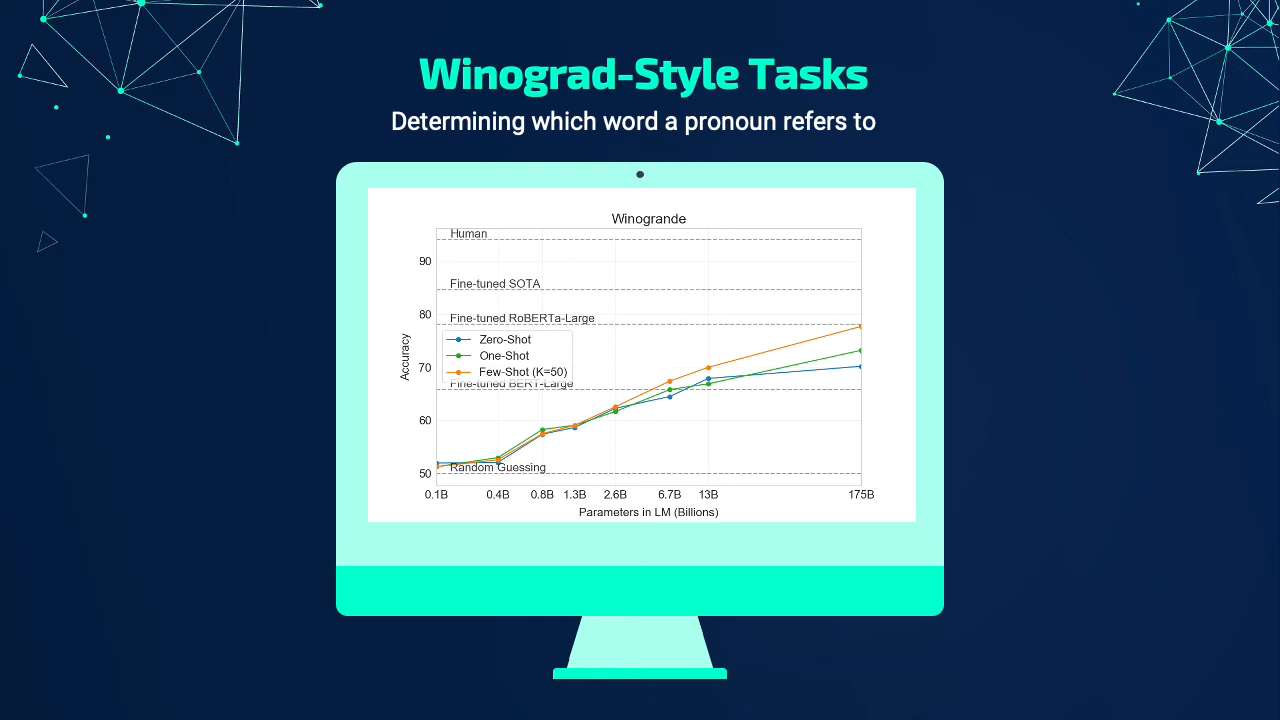 Winograd-Style Tasks
Determining which word a pronoun refers to
Winogrande
Human
90
Fine-tuned SOTA
80
Fine-tuned RoBERTa-Large
Zero-Shot
One-Shot
Few-Shot (K=50)
Accuracy
70
Fine-tuned BERT-Large
60
Random Guessing
50
0.1B 0.4B 0.8B 1.3B 2.6B 6.7B 13B 175B
Parameters in LM (Billions)